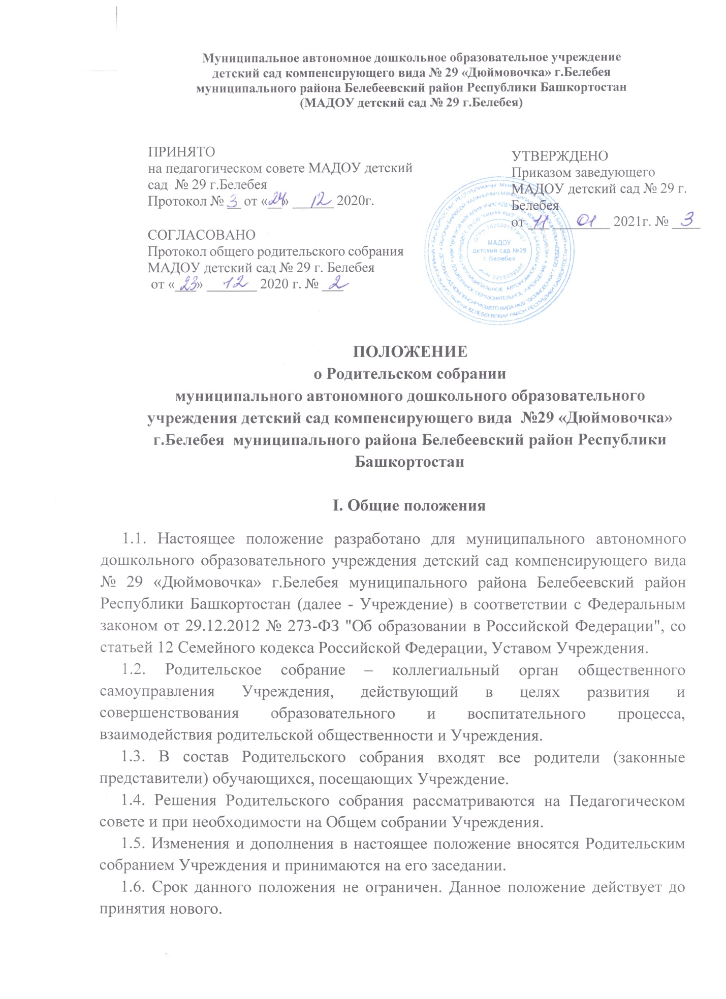 Муниципальное автономное дошкольное образовательное учреждение
детский сад компенсирующего вида № 29 «Дюймовочка» г.Белебея
муниципального района Белебеевский район Республики Башкортостан
(МАДОУ детский сад № 29 г.Белебея)
ПРИНЯТО
на педагогическом совете МАДОУ детский
сад № 29 г.Белебея
Протокол № 3 от «24» 12 2020г.
СОГЛАСОВАНО
Протокол общего родительского собрания
МАДОУ детский сад № 29 г. Белебея
от «23» 12 2020 г. № 2
УТВЕРЖДЕНО
Приказом заведующего
МАДОУ детский сад № 29 г.
Белебея
от 11 01 2021г. № 3
МАДОУ
детский сад №29
г. Белебея
ПОЛОЖЕНИЕ
о Родительском собрании
муниципального автономного дошкольного образовательного
учреждения детский сад компенсирующего вида №29 «Дюймовочка»
г.Белебея муниципального района Белебеевский район Республики
Башкортостан
I. Общие положения
1.1. Настоящее положение разработано для муниципального автономного
дошкольного образовательного учреждения детский сад компенсирующего вида
№ 29 «Дюймовочка» г.Белебея муниципального района Белебеевский район
Республики Башкортостан (далее - Учреждение) в соответствии с Федеральным
законом от 29.12.2012 № 273-ФЗ "Об образовании в Российской Федерации", со
статьей 12 Семейного кодекса Российской Федерации, Уставом Учреждения.
1.2. Родительское собрание – коллегиальный орган общественного
самоуправления Учреждения, действующий в целях развития и
совершенствования образовательного и воспитательного процесса,
взаимодействия родительской общественности и Учреждения.
1.3. В состав Родительского собрания входят все родители (законные
представители) обучающихся, посещающих Учреждение.
1.4. Решения Родительского собрания рассматриваются на Педагогическом
совете и при необходимости на Общем собрании Учреждения.
1.5. Изменения и дополнения в настоящее положение вносятся Родительским
собранием Учреждения и принимаются на его заседании.
1.6. Срок данного положения не ограничен. Данное положение действует до
принятия нового.